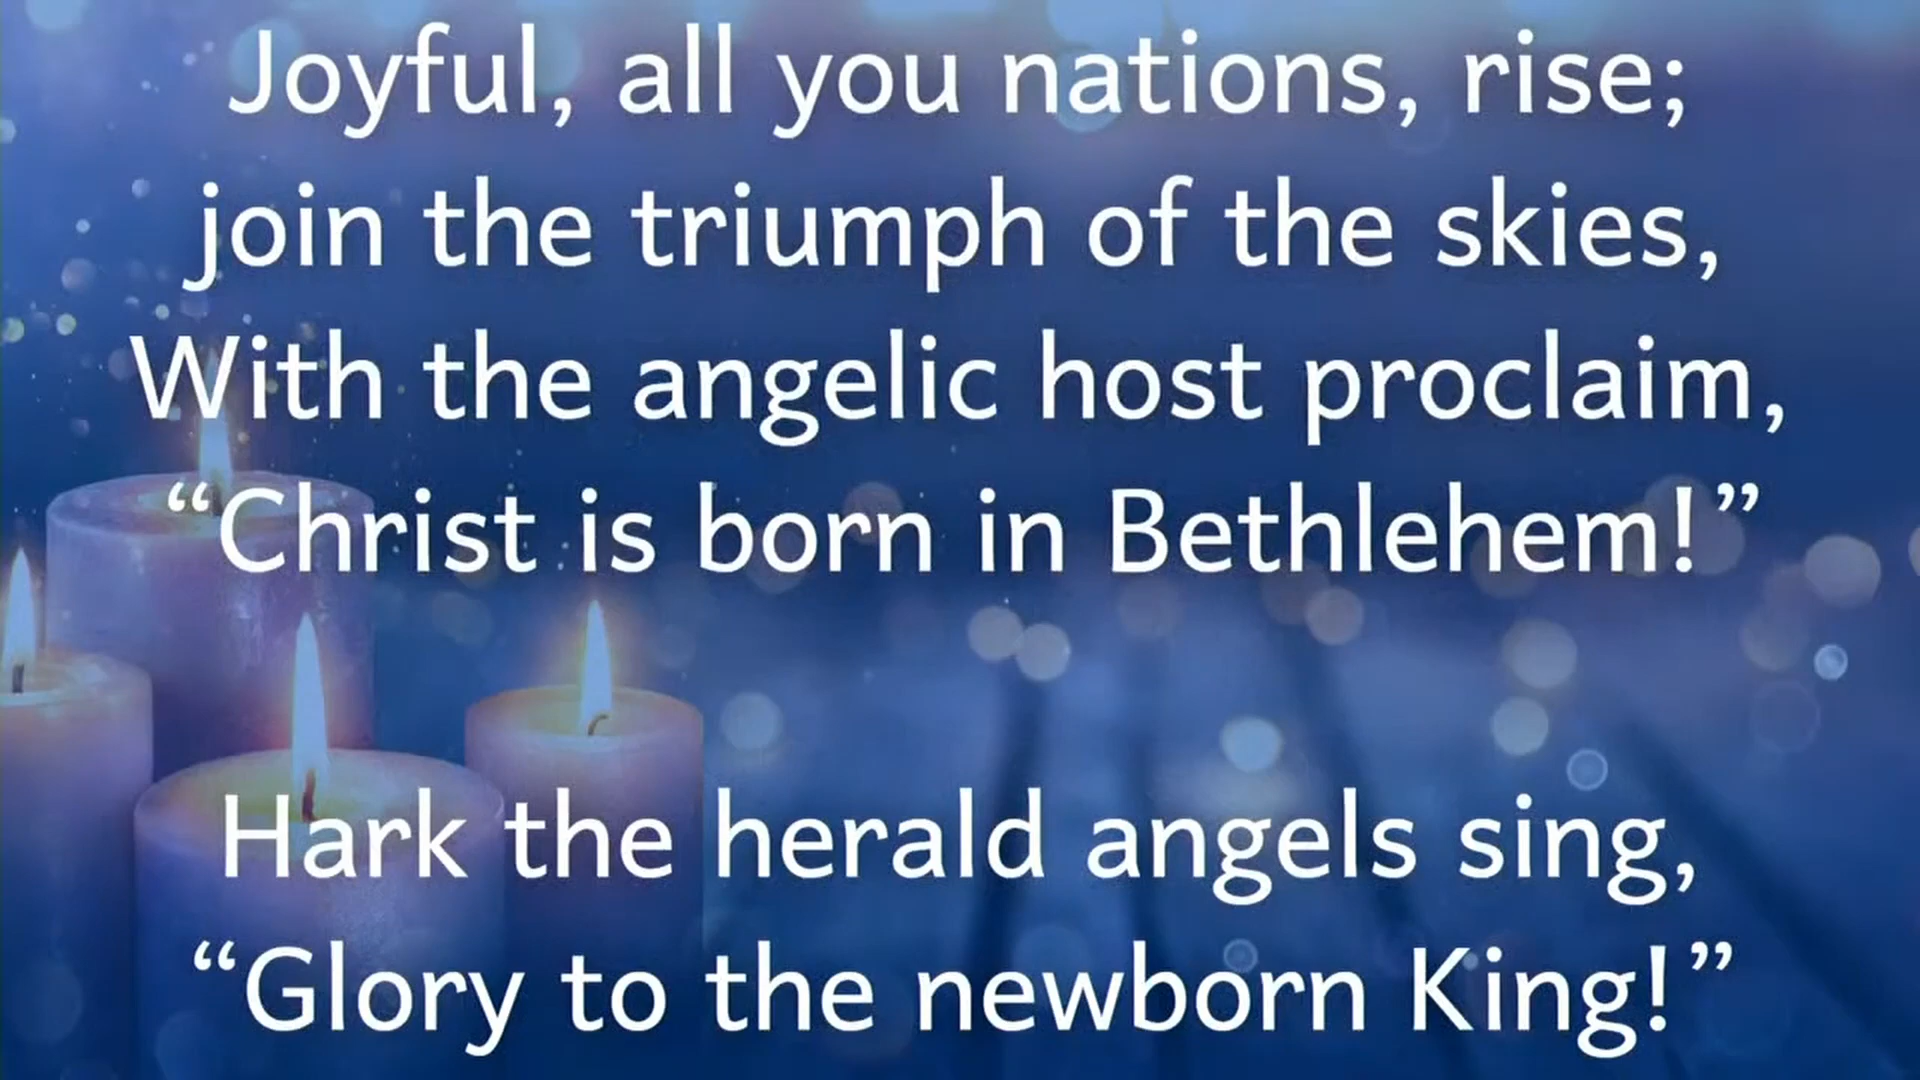 Joyful, all you nations, rise;
join the triumph of the skies,
With the angelic host proclaim,
“Christ is born in Bethlehem!”
Hark the herald angels sing,
“Glory to the newborn King!”